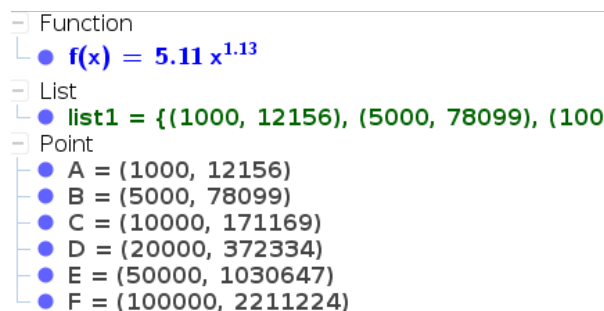 Function
f(x) = 5.11 x^1.13
List
list1 = {(1000, 12156), (5000, 78099), (100
Point
A = (1000, 12156)
B = (5000, 78099)
C = (10000, 171169)
D = (20000, 372334)
E = (50000, 1030647)
F = (100000, 2211224)